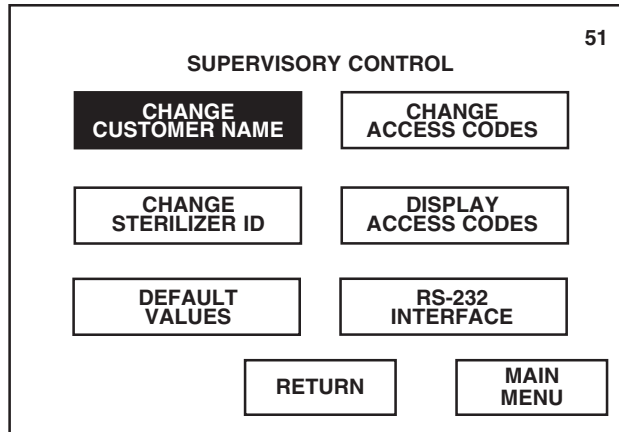 51
SUPERVISORY CONTROL
CHANGE
CUSTOMER NAME
CHANGE
ACCESS CODES
CHANGE
STERILIZER ID
DISPLAY
ACCESS CODES
DEFAULT
VALUES
RS-232
INTERFACE
RETURN
MAIN
MENU